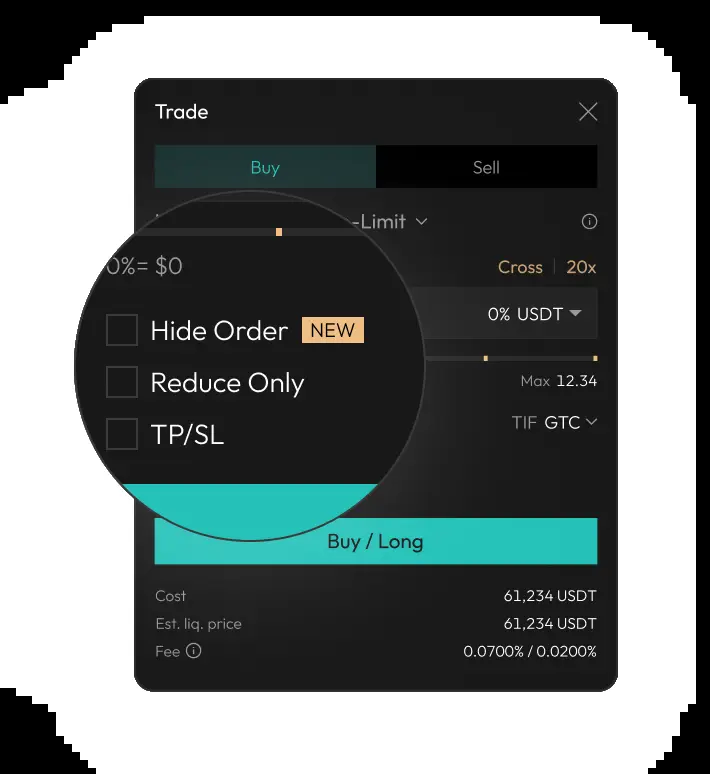 Trade
Buy Sell
-Limit
0%= $0
Cross 20x
0% USDT
Hide Order NEW
Max 12.34
Reduce Only
TIF GTC
TP/SL
Buy / Long
Cost 61,234 USDT
Est. liq. price 61,234 USDT
Fee 0.0700% / 0.0200%